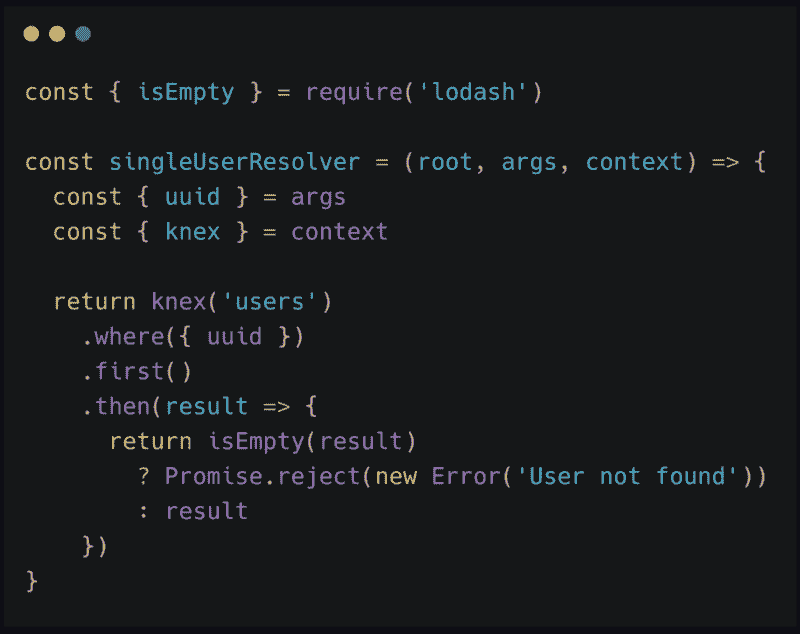 const { isEmpty } = require('lodash')
const singleUserResolver = (root, args, context) => {
const { uuid } = args
const { knex } = context
return knex('users')
.where({ uuid })
.first()
.then(result => {
return isEmpty(result)
? Promise.reject(new Error('User not found'))
: result
})
}